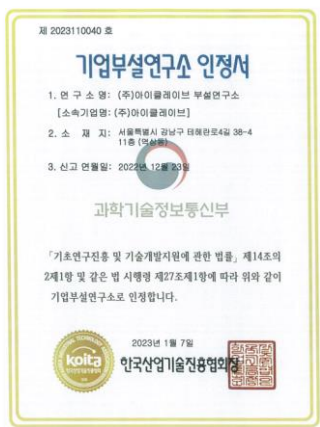 제 2023110040 호
기업부설연구소 인정서
1. 연 구 소 명: (주)아이클레이브 부설연구소
[소속기업명: (주)아이클레이브]
2. 소 재 지: 서울특별시 강남구 테헤란로4길 38-4
11층 (역삼동)
3. 신고 연월일: 2022년 12월 23일
과학기술정보통신부
「기초연구진흥 및 기술개발지원에 관한 법률」 제14조의
2제1항 및 같은 법 시행령 제27조제1항에 따라 위와 같이
기업부설연구소로 인정합니다.
2023년 1월 7일
koita
한국산업기술진흥협회장